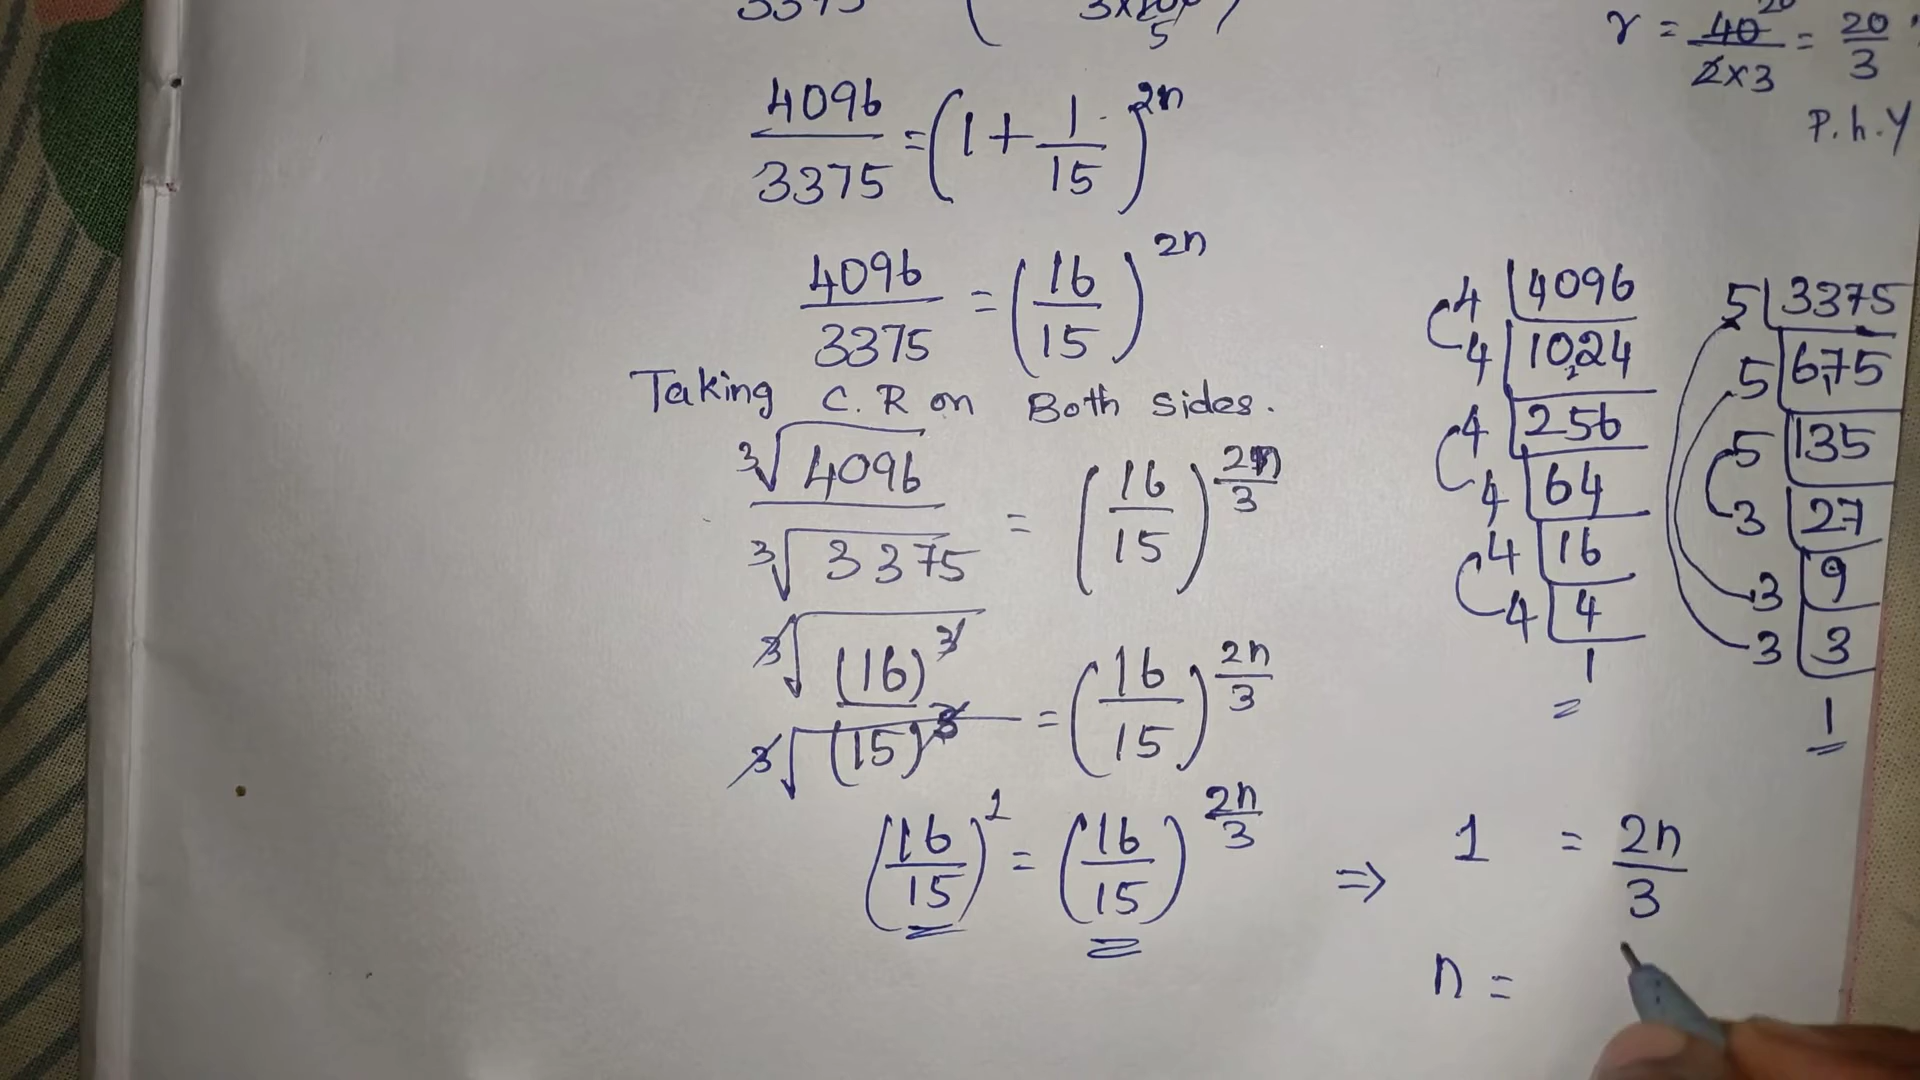 r = 40/2×3 = 20/3
P.h.Y
4096/3375 = (1 + 1/15)^2n
4096/3375 = (16/15)^2n
Taking C.R on Both sides.
∛4096/∛3375 = (16/15)^2n/3
∛(16)^3/∛(15)^3 = (16/15)^2n/3
(16/15)^1 = (16/15)^2n/3 ⇒ 1 = 2n/3
n =
4 | 4096
4 | 1024
4 | 256
4 | 64
4 | 16
4 | 4
1
5 | 3375
5 | 675
5 | 135
3 | 27
3 | 9
3 | 3
1